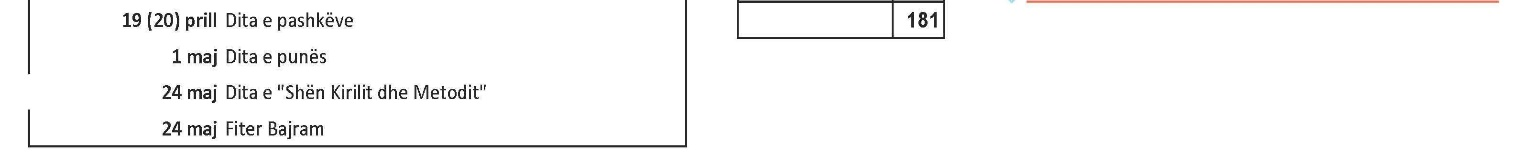 19 (20) prill Dita e pashkëve
181
1 maj Dita e punës
24 maj Dita e "Shën Kirilit dhe Metodit"
24 maj Fiter Bajram